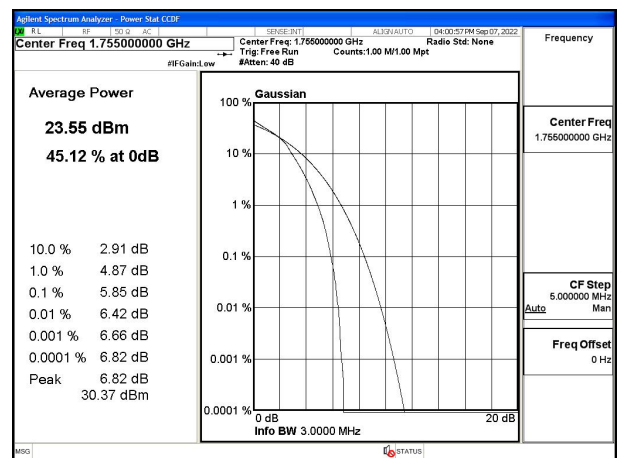 Agilent Spectrum Analyzer - Power Stat CCDF
RL RF 50 Ω AC SENSE:INT ALIGN AUTO 04:00:57 PM Sep 07, 2022
Center Freq 1.755000000 GHz
Center Freq: 1.755000000 GHz Radio Std: None
Trig: Free Run Counts:1.00 M/1.00 Mpt
#IFGain:Low #Atten: 40 dB
Frequency
Average Power
23.55 dBm
45.12 % at 0dB
10.0 % 2.91 dB
1.0 % 4.87 dB
0.1 % 5.85 dB
0.01 % 6.42 dB
0.001 % 6.66 dB
0.0001 % 6.82 dB
Peak 6.82 dB
30.37 dBm
Gaussian
100 %
10 %
1 %
0.1 %
0.01 %
0.001 %
0.0001 %
0 dB 20 dB
Info BW 3.0000 MHz
Center Freq
1.755000000 GHz
CF Step
5.000000 MHz
Auto Man
Freq Offset
0 Hz
MSG STATUS